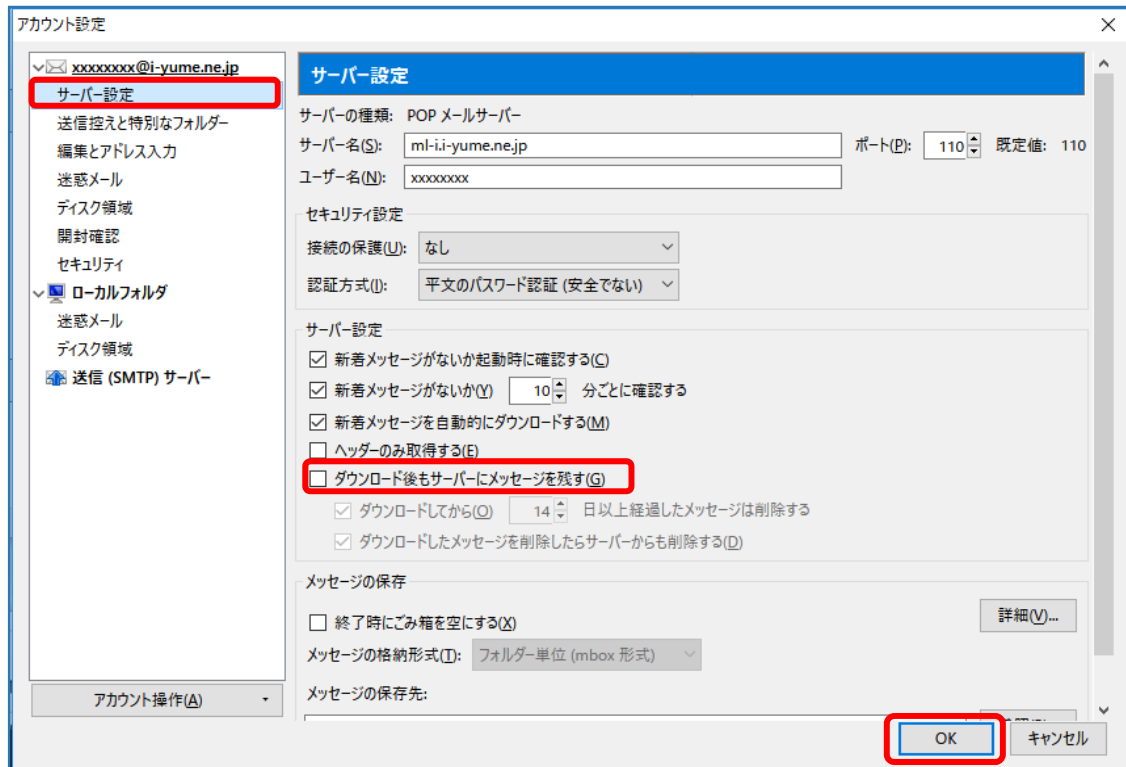 アカウント設定
xxxxxxxx@i-yume.ne.jp
サーバー設定
送信控えと特別なフォルダー
編集とアドレス入力
迷惑メール
ディスク領域
開封確認
セキュリティ
ローカルフォルダ
迷惑メール
ディスク領域
送信 (SMTP) サーバー
アカウント操作(A)
サーバー設定
サーバーの種類: POP メールサーバー
サーバー名(S): ml-i.i-yume.ne.jp ポート(P): 110 既定値: 110
ユーザー名(N): xxxxxxxx
セキュリティ設定
接続の保護(U): なし
認証方式(I): 平文のパスワード認証 (安全でない)
サーバー設定
新着メッセージがないか起動時に確認する(C)
新着メッセージがないか(Y) 10 分ごとに確認する
新着メッセージを自動的にダウンロードする(M)
ヘッダーのみ取得する(E)
ダウンロード後もサーバーにメッセージを残す(G)
ダウンロードしてから(O) 14 日以上経過したメッセージは削除する
ダウンロードしたメッセージを削除したらサーバーからも削除する(D)
メッセージの保存
終了時にごみ箱を空にする(X) 詳細(V)...
メッセージの格納形式(T): フォルダー単位 (mbox 形式)
メッセージの保存先:
OK キャンセル